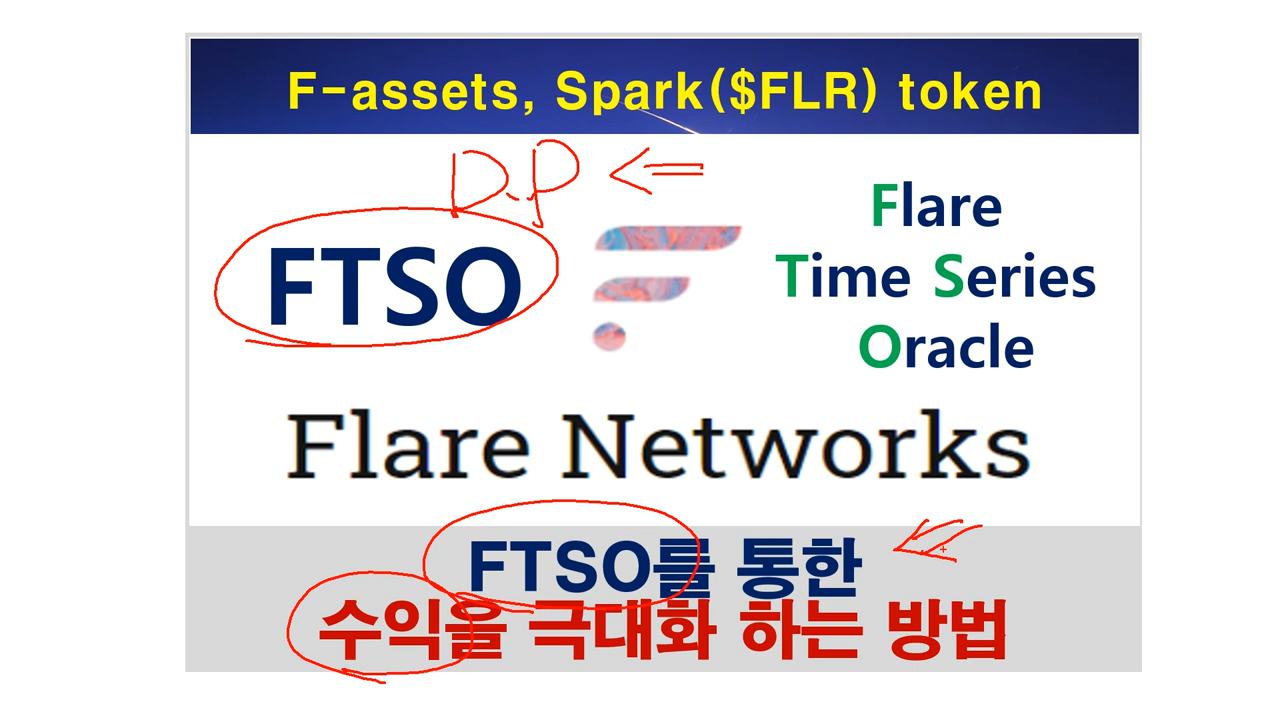 F-assets, Spark($FLR) token
D.P
FTSO
Flare
Time Series
Oracle
Flare Networks
FTSO를 통한
수익을 극대화 하는 방법